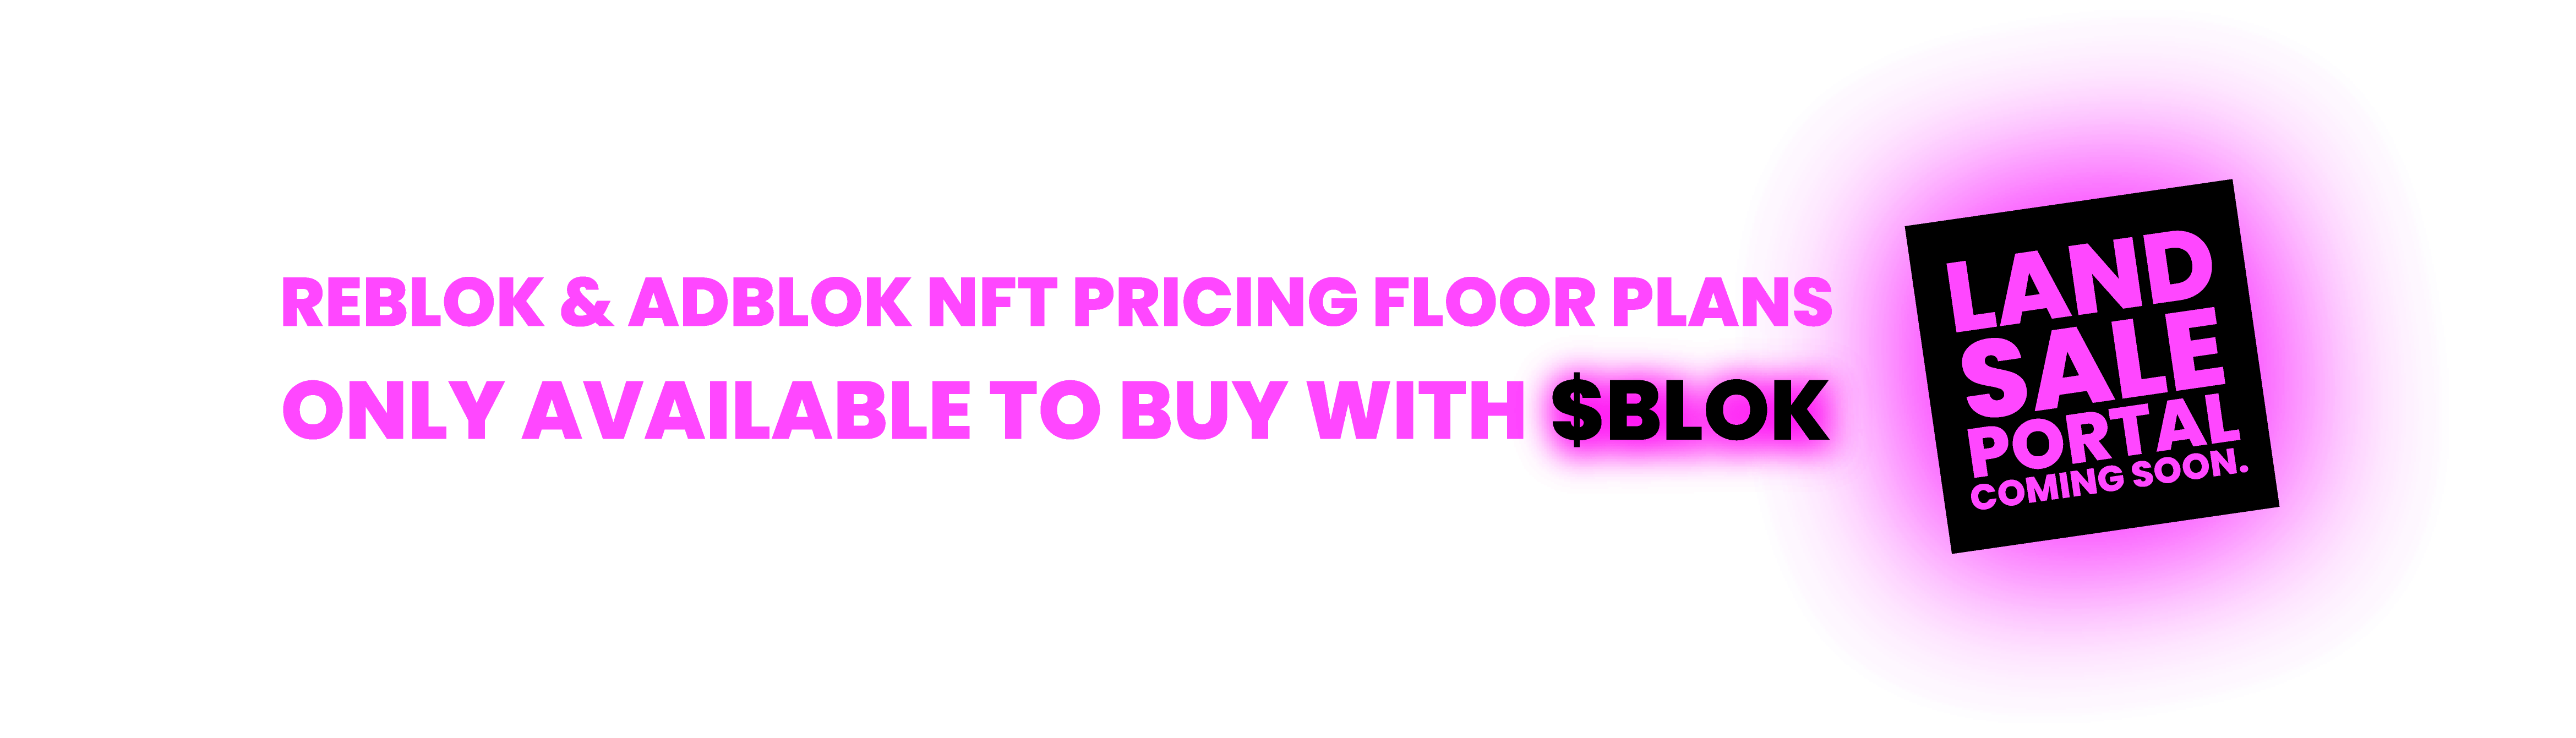 REBLOK & ADBLOK NFT PRICING FLOOR PLANS
ONLY AVAILABLE TO BUY WITH $BLOK
LAND
SALE
PORTAL
COMING SOON.